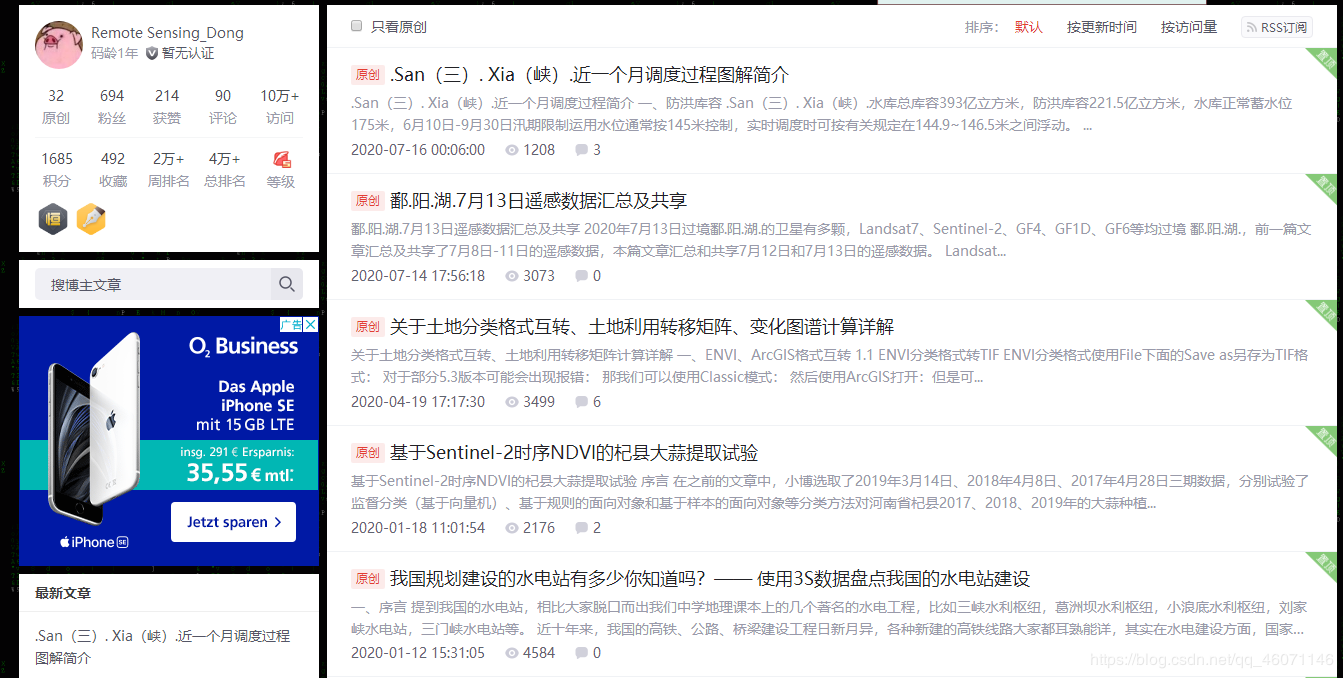 Remote Sensing_Dong
码龄1年 暂无认证
32 694 214 90 10万+
原创 粉丝 获赞 评论 访问
1685 492 2万+ 4万+
积分 收藏 周排名 总排名 等级
搜博主文章
广告
O2 Business
Das Apple
iPhone SE
mit 15 GB LTE
insg. 291 € Ersparnis:
35,55 € mtl.
Jetzt sparen
iPhone SE
最新文章
.San（三）. Xia（峡）.近一个月调度过程
图解简介
只看原创 排序： 默认 按更新时间 按访问量 RSS订阅
置顶
原创 .San（三）. Xia（峡）.近一个月调度过程图解简介
.San（三）. Xia（峡）.近一个月调度过程简介 一、防洪库容 .San（三）. Xia（峡）.水库总库容393亿立方米，防洪库容221.5亿立方米，水库正常蓄水位
175米，6月10日-9月30日汛期限制运用水位通常按145米控制，实时调度时可按有关规定在144.9~146.5米之间浮动。 ...
2020-07-16 00:06:00 1208 3
置顶
原创 鄱.阳.湖.7月13日遥感数据汇总及共享
鄱.阳.湖.7月13日遥感数据汇总及共享 2020年7月13日过境鄱.阳.湖.的卫星有多颗，Landsat7、Sentinel-2、GF4、GF1D、GF6等均过境 鄱.阳.湖.，前一篇文
章汇总及共享了7月8日-11日的遥感数据，本篇文章汇总和共享7月12日和7月13日的遥感数据。 Landsat...
2020-07-14 17:56:18 3073 0
置顶
原创 关于土地分类格式互转、土地利用转移矩阵、变化图谱计算详解
关于土地分类格式互转、土地利用转移矩阵计算详解 一、ENVI、ArcGIS格式互转 1.1 ENVI分类格式转TIF ENVI分类格式使用File下面的Save as另存为TIF格
式： 对于部分5.3版本可能会出现报错： 那我们可以使用Classic模式： 然后使用ArcGIS打开：但是可...
2020-04-19 17:17:30 3499 6
置顶
原创 基于Sentinel-2时序NDVI的杞县大蒜提取试验
基于Sentinel-2时序NDVI的杞县大蒜提取试验 序言 在之前的文章中，小博选取了2019年3月14日、2018年4月8日、2017年4月28日三期数据，分别试验了
监督分类（基于向量机）、基于规则的面向对象和基于样本的面向对象等分类方法对河南省杞县2017、2018、2019年的大蒜种植...
2020-01-18 11:01:54 2176 2
置顶
原创 我国规划建设的水电站有多少你知道吗？—— 使用3S数据盘点我国的水电站建设
一、序言 提到我国的水电站，相比大家脱口而出我们中学地理课本上的几个著名的水电工程，比如三峡水利枢纽，葛洲坝水利枢纽，小浪底水利枢纽，刘家
峡水电站，三门峡水电站等。 近十年来，我国的高铁、公路、桥梁建设工程日新月异，各种新建的高铁线路大家都耳熟能详，其实在水电建设方面，国家...
2020-01-12 15:31:05 4584 0
https://blog.csdn.net/qq_46071146